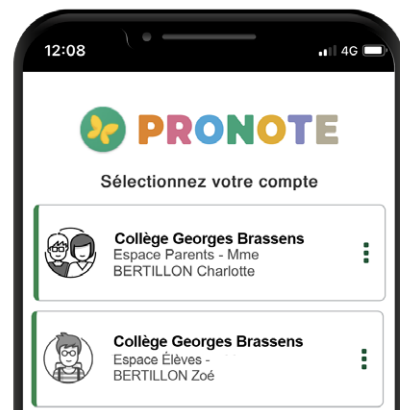 12:08
4G
PRONOTE
Sélectionnez votre compte
Collège Georges Brassens
Espace Parents - Mme
BERTILLON Charlotte
Collège Georges Brassens
Espace Élèves -
BERTILLON Zoé